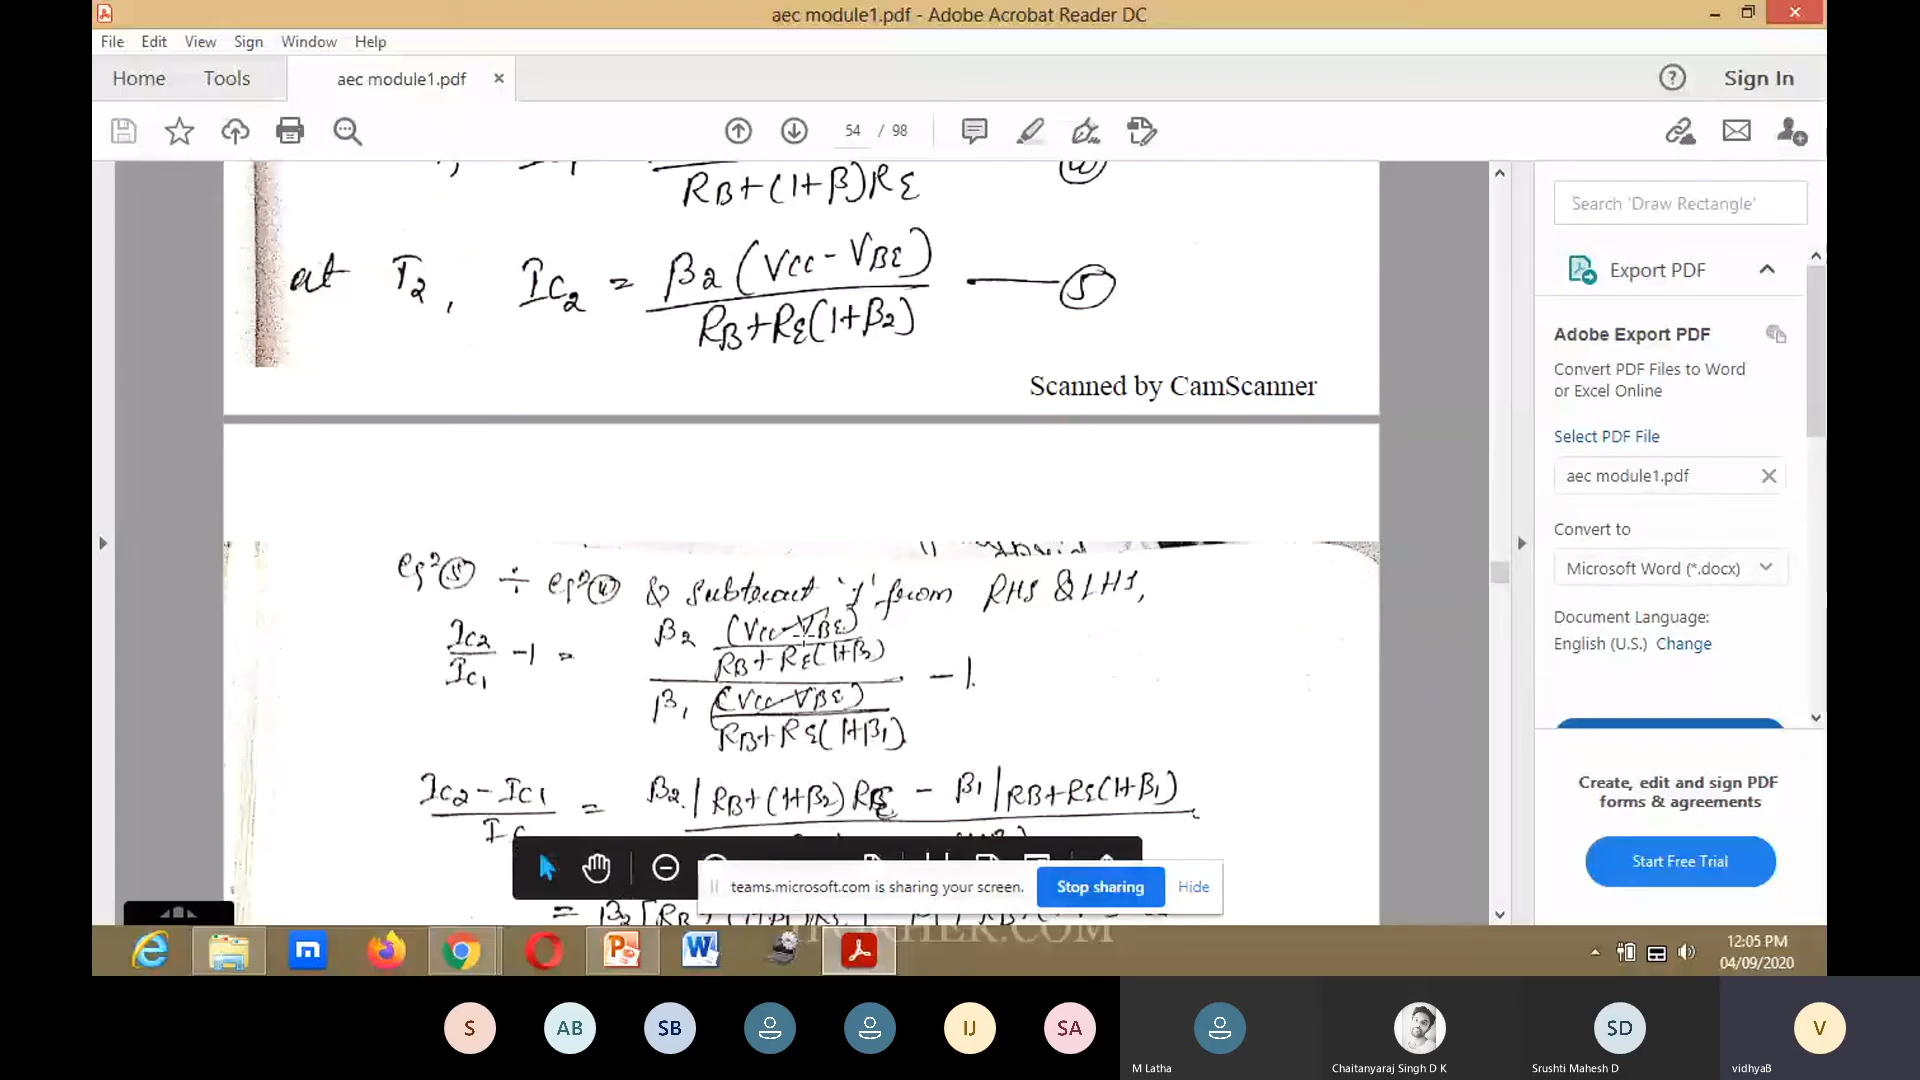 aec module1.pdf - Adobe Acrobat Reader DC
File Edit View Sign Window Help
Home Tools aec module1.pdf × Sign In
54 / 98
RB+(1+β)RE
at T2, IC2 = β2 (VCC - VBE) / RB+RE(1+β2) — 5
Scanned by CamScanner
÷ & subtract '1' from RHS & LHS,
IC2 / IC1 - 1 = β2 (VCC-VBE) / RB+RE(1+β2)
β1 (VCC-VBE) / RB+RE(1+β1) - 1
IC2 - IC1 = β2 / RB+(1+β2) RE - β1 / RB+RE(1+β1)
Search 'Draw Rectangle'
Export PDF
Adobe Export PDF
Convert PDF Files to Word
or Excel Online
Select PDF File
aec module1.pdf
Convert to
Microsoft Word (*.docx)
Document Language:
English (U.S.) Change
Create, edit and sign PDF
forms & agreements
Start Free Trial
teams.microsoft.com is sharing your screen. Stop sharing Hide
12:05 PM
04/09/2020
S AB SB IJ SA SD V
M Latha Chaitanyaraj Singh D K Srushti Mahesh D vidhyaB